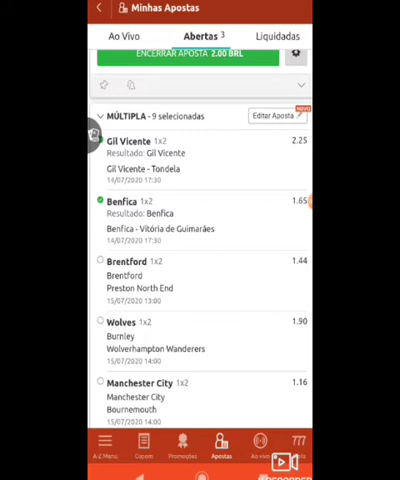 Minhas Apostas
Ao Vivo Abertas 3 Liquidadas
ENCERRAR APOSTA 2.00 BRL
MÚLTIPLA - 9 selecionadas Editar Aposta NOVO
Gil Vicente 1x2 2.25
Resultado: Gil Vicente
Gil Vicente - Tondela
14/07/2020 17:30
Benfica 1x2 1.65
Resultado: Benfica
Benfica - Vitória de Guimarães
14/07/2020 17:30
Brentford 1x2 1.44
Brentford
Preston North End
15/07/2020 13:00
Wolves 1x2 1.90
Burnley
Wolverhampton Wanderers
15/07/2020 14:00
Manchester City 1x2 1.16
Manchester City
Bournemouth
15/07/2020 14:00
A-Z Menu Cupom Promoções Apostas Ao vivo